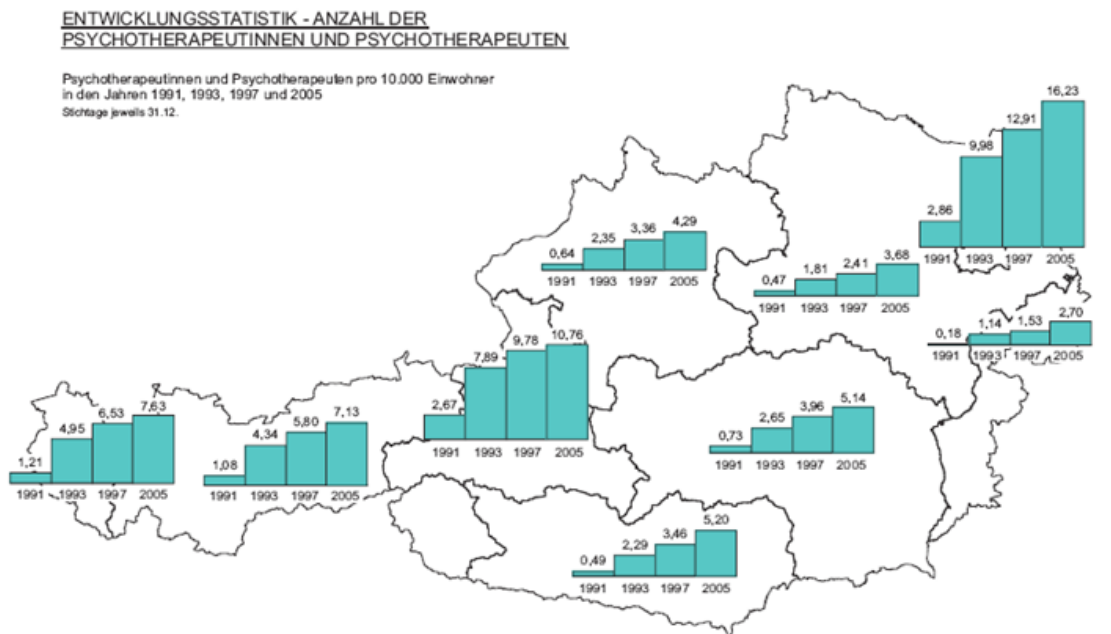 ENTWICKLUNGSSTATISTIK - ANZAHL DER
PSYCHOTHERAPEUTINNEN UND PSYCHOTHERAPEUTEN
Psychotherapeutinnen und Psychotherapeuten pro 10.000 Einwohner
in den Jahren 1991, 1993, 1997 und 2005
Stichtage jeweils 31.12.
2,86 9,98 12,91 16,23
1991 1993 1997 2005
0,64 2,35 3,36 4,29
1991 1993 1997 2005
0,47 1,81 2,41 3,68
1991 1993 1997 2005
0,18 1,14 1,53 2,70
1991 1993 1997 2005
2,67 7,89 9,78 10,76
1991 1993 1997 2005
1,21 4,95 6,53 7,63
1991 1993 1997 2005
1,08 4,34 5,80 7,13
1991 1993 1997 2005
0,73 2,65 3,96 5,14
1991 1993 1997 2005
0,49 2,29 3,46 5,20
1991 1993 1997 2005